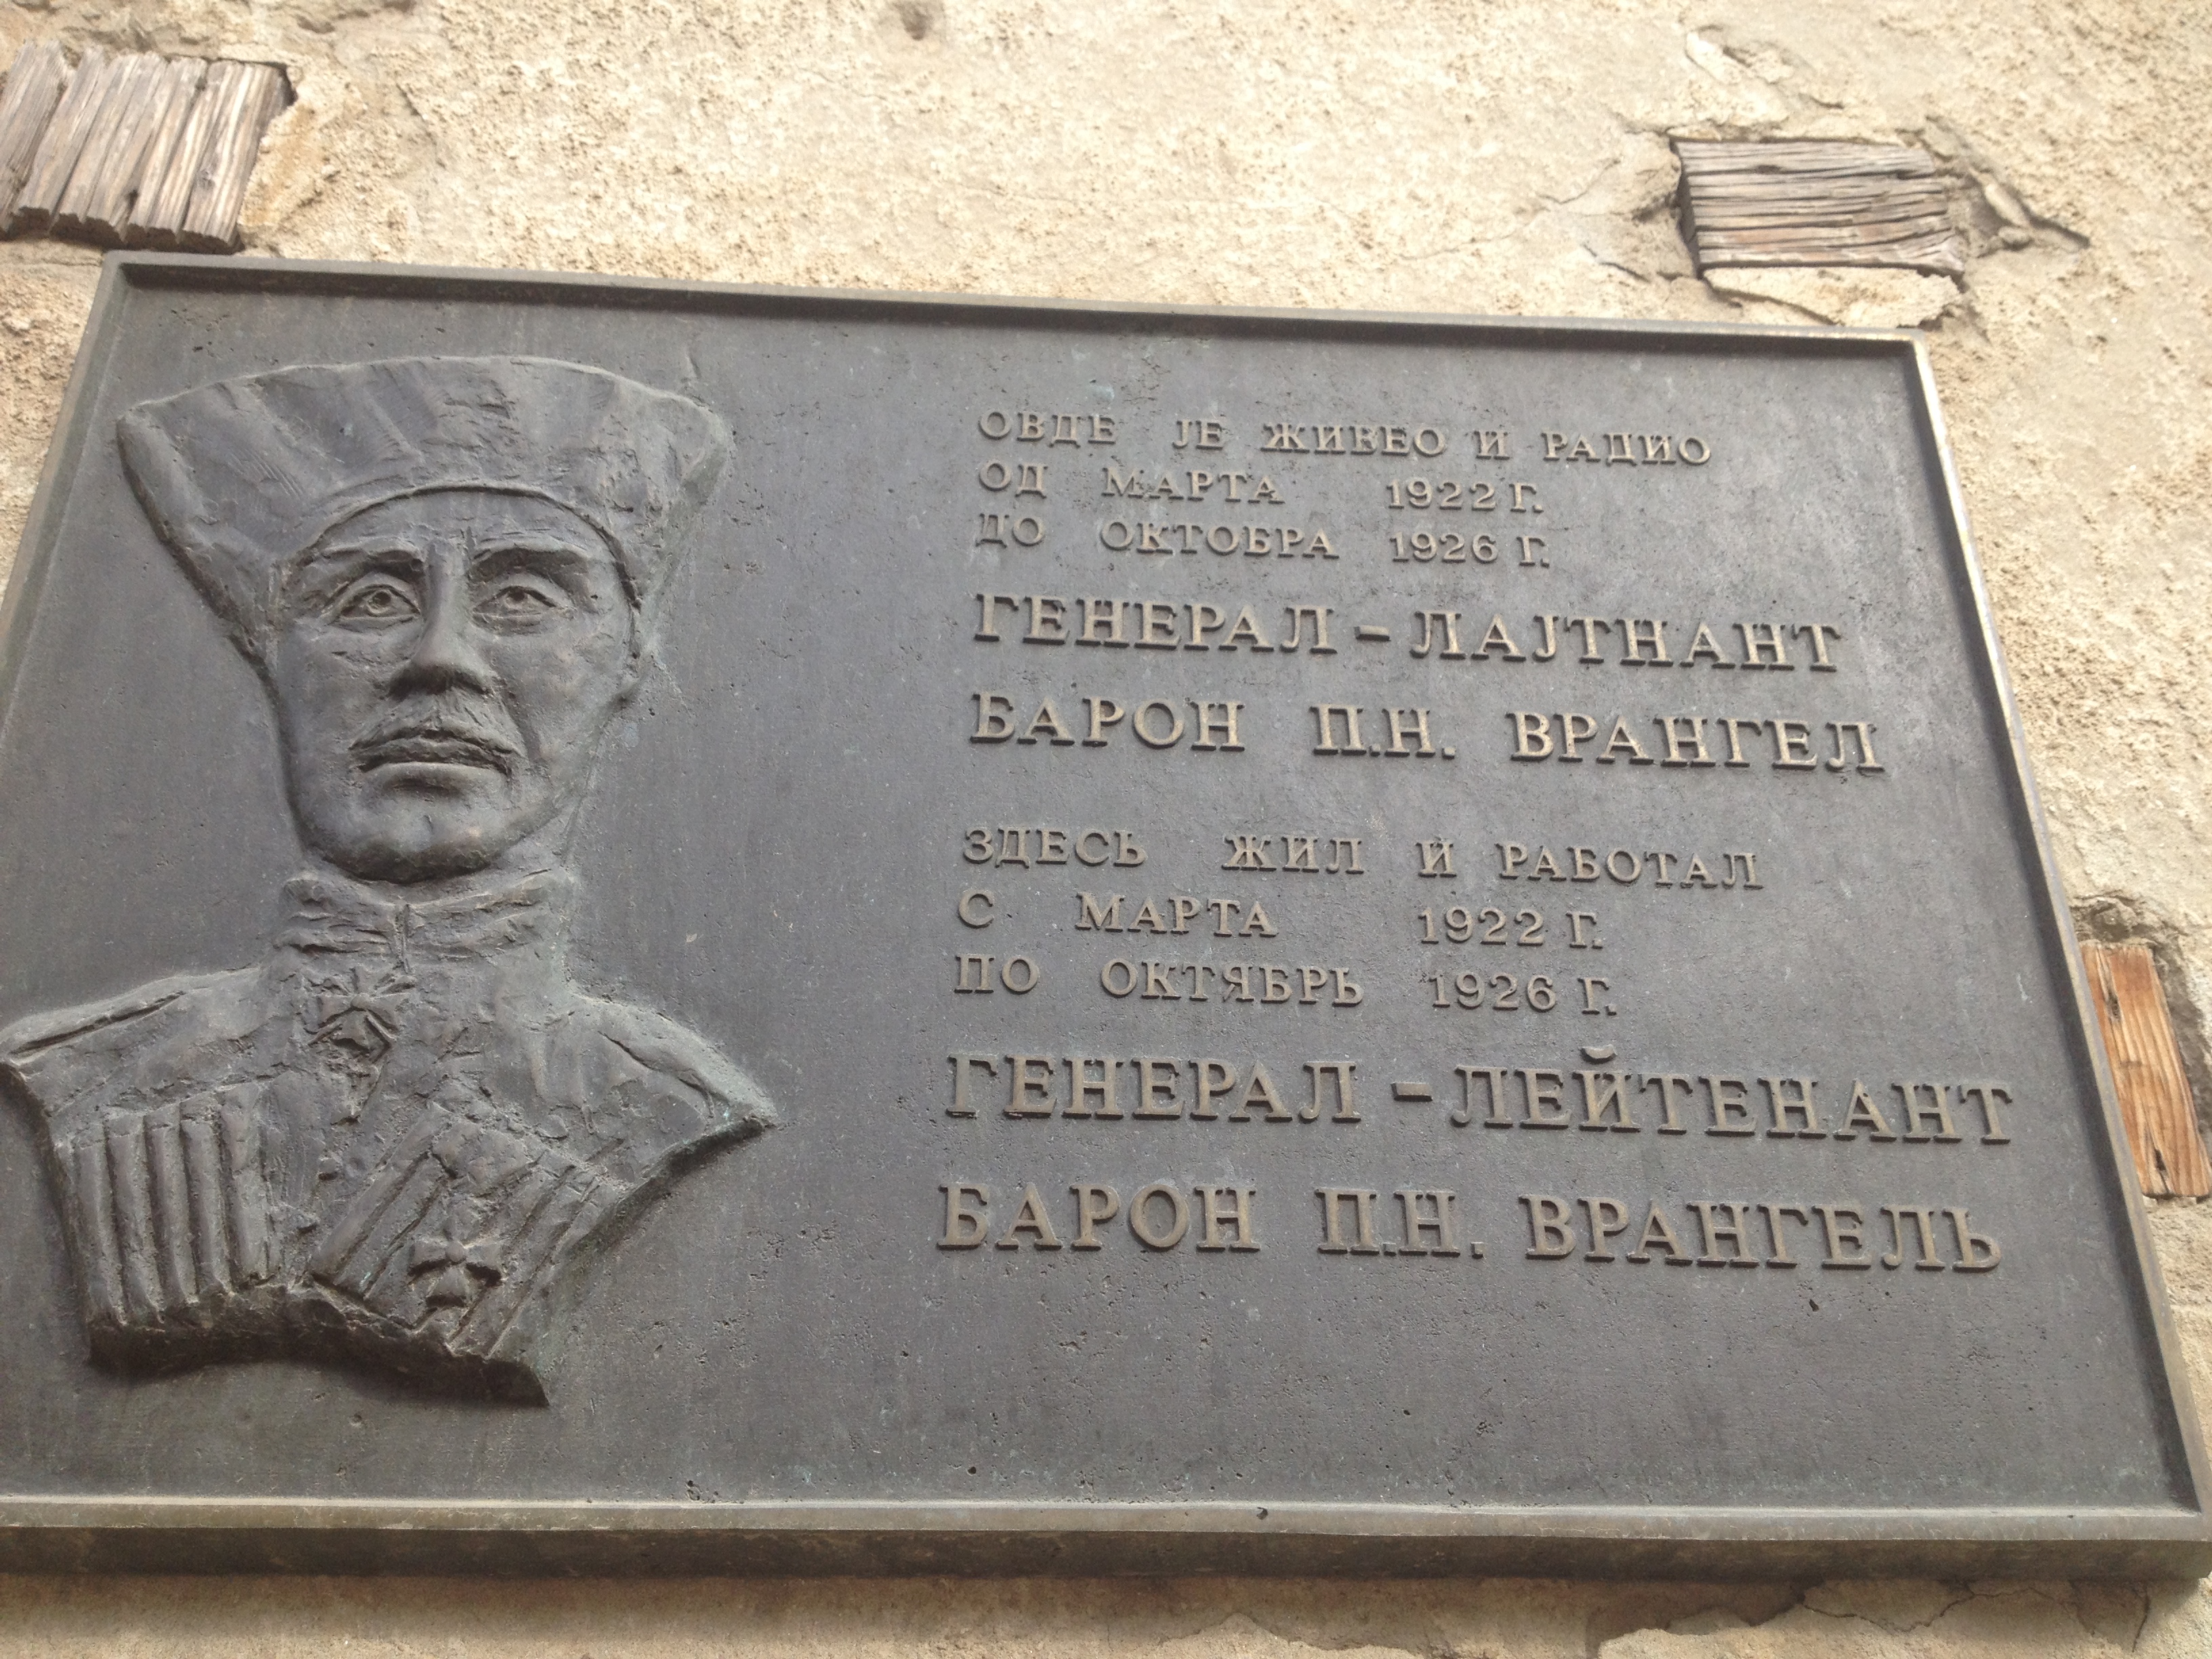 ОВДЕ ЈЕ ЖИВЕО И РАДИО
ОД МАРТА 1922 Г.
ДО ОКТОБРА 1926 Г.
ГЕНЕРАЛ - ЛАЈТНАНТ
БАРОН П.Н. ВРАНГЕЛ
ЗДЕСЬ ЖИЛ И РАБОТАЛ
С МАРТА 1922 Г.
ПО ОКТЯБРЬ 1926 Г.
ГЕНЕРАЛ - ЛЕЙТЕНАНТ
БАРОН П.Н. ВРАНГЕЛЬ